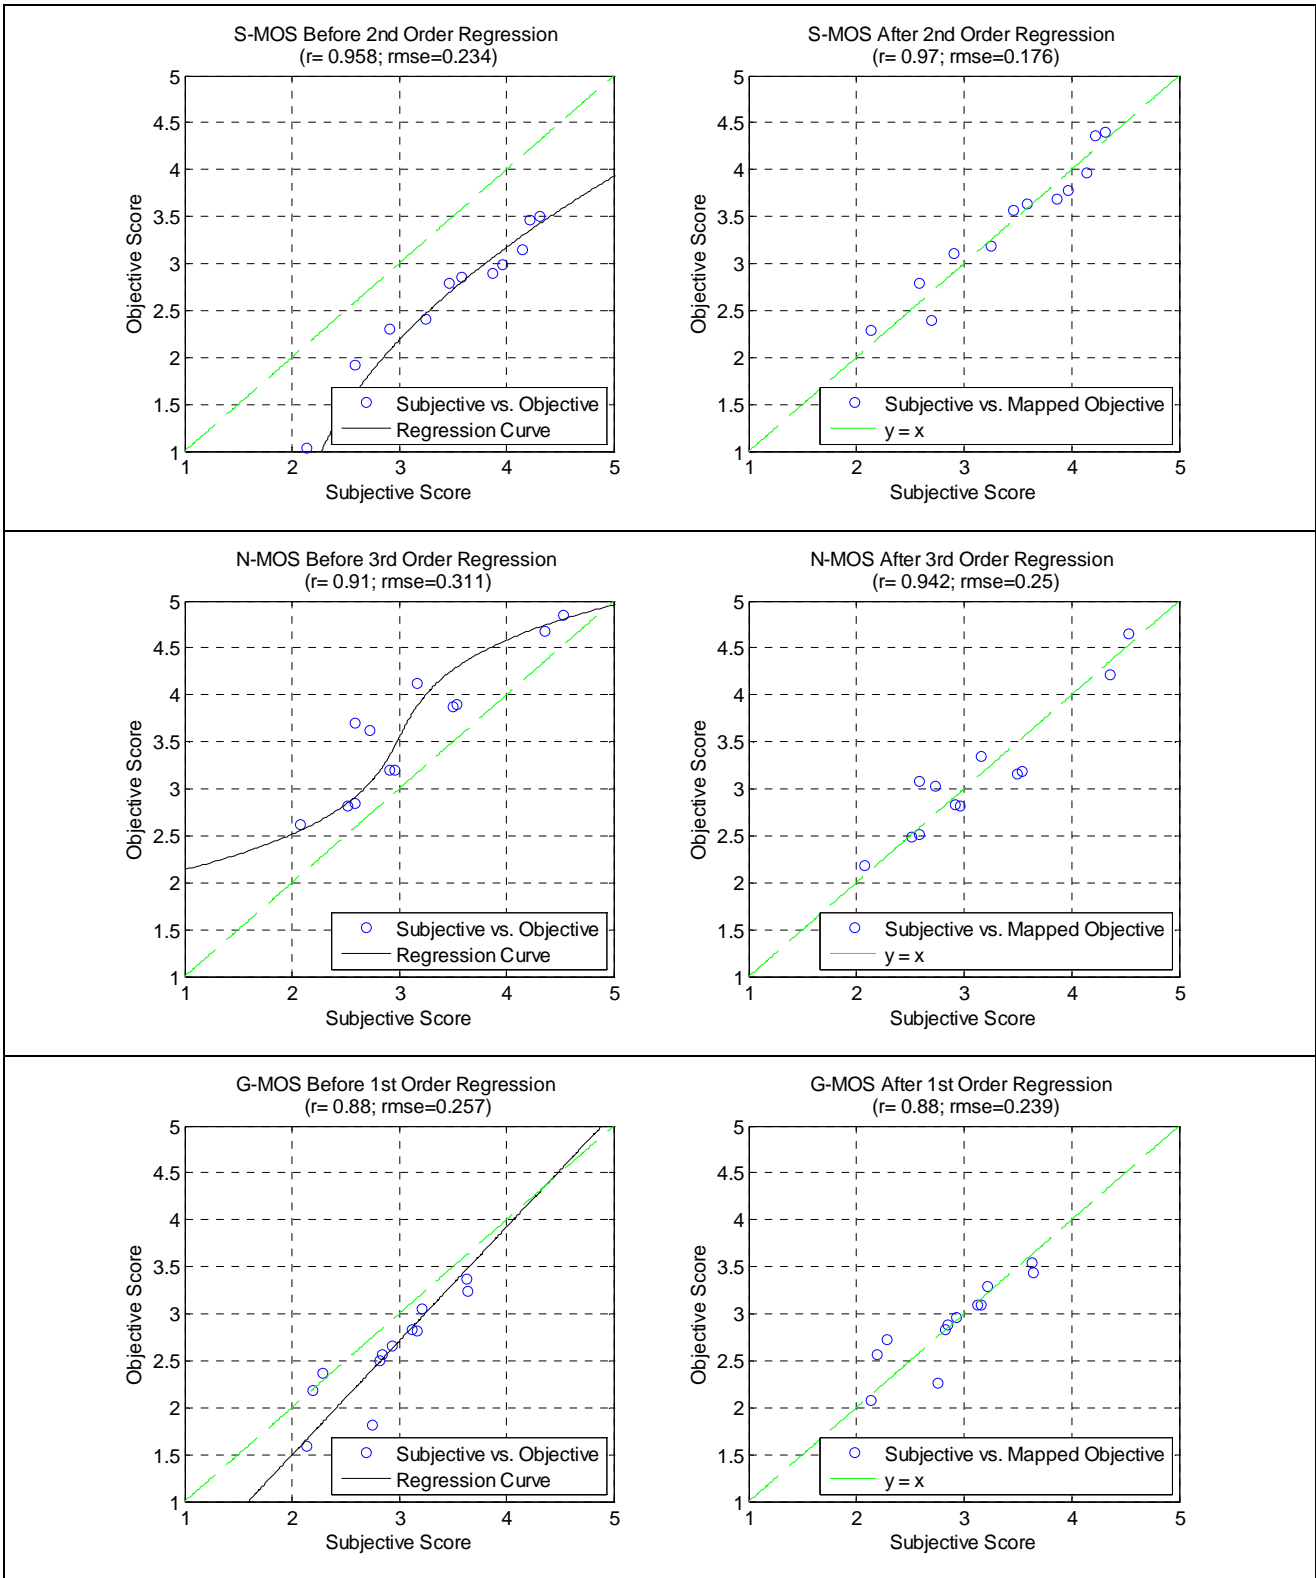 S-MOS Before 2nd Order Regression
(r= 0.958; rmse=0.234)
5
4.5
4
3.5
3
2.5
2
1.5
1
Objective Score
1 2 3 4 5
Subjective Score
Subjective vs. Objective
Regression Curve
S-MOS After 2nd Order Regression
(r= 0.97; rmse=0.176)
5
4.5
4
3.5
3
2.5
2
1.5
1
Objective Score
1 2 3 4 5
Subjective Score
Subjective vs. Mapped Objective
y = x
N-MOS Before 3rd Order Regression
(r= 0.91; rmse=0.311)
5
4.5
4
3.5
3
2.5
2
1.5
1
Objective Score
1 2 3 4 5
Subjective Score
Subjective vs. Objective
Regression Curve
N-MOS After 3rd Order Regression
(r= 0.942; rmse=0.25)
5
4.5
4
3.5
3
2.5
2
1.5
1
Objective Score
1 2 3 4 5
Subjective Score
Subjective vs. Mapped Objective
y = x
G-MOS Before 1st Order Regression
(r= 0.88; rmse=0.257)
5
4.5
4
3.5
3
2.5
2
1.5
1
Objective Score
1 2 3 4 5
Subjective Score
Subjective vs. Objective
Regression Curve
G-MOS After 1st Order Regression
(r= 0.88; rmse=0.239)
5
4.5
4
3.5
3
2.5
2
1.5
1
Objective Score
1 2 3 4 5
Subjective Score
Subjective vs. Mapped Objective
y = x